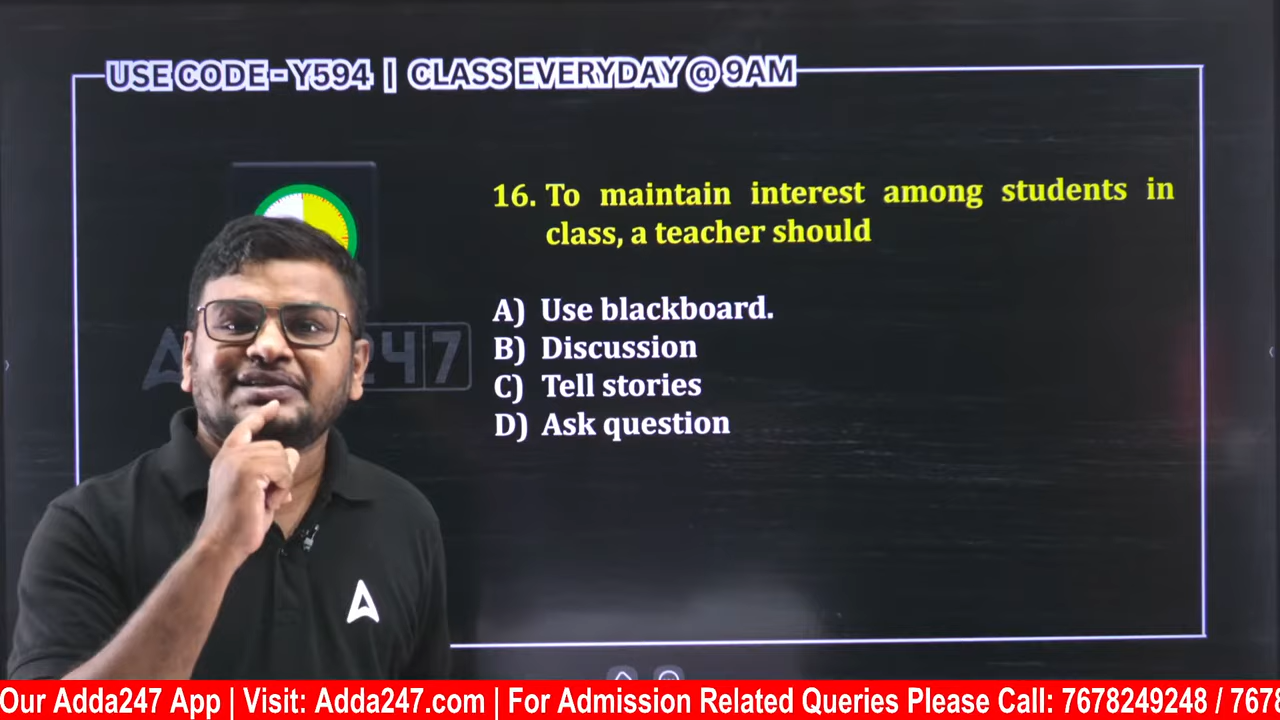 USE CODE - Y594 | CLASS EVERYDAY @ 9AM
16. To maintain interest among students in
class, a teacher should
A) Use blackboard.
B) Discussion
C) Tell stories
D) Ask question
247
Our Adda247 App | Visit: Adda247.com | For Admission Related Queries Please Call: 7678249248 / 7678